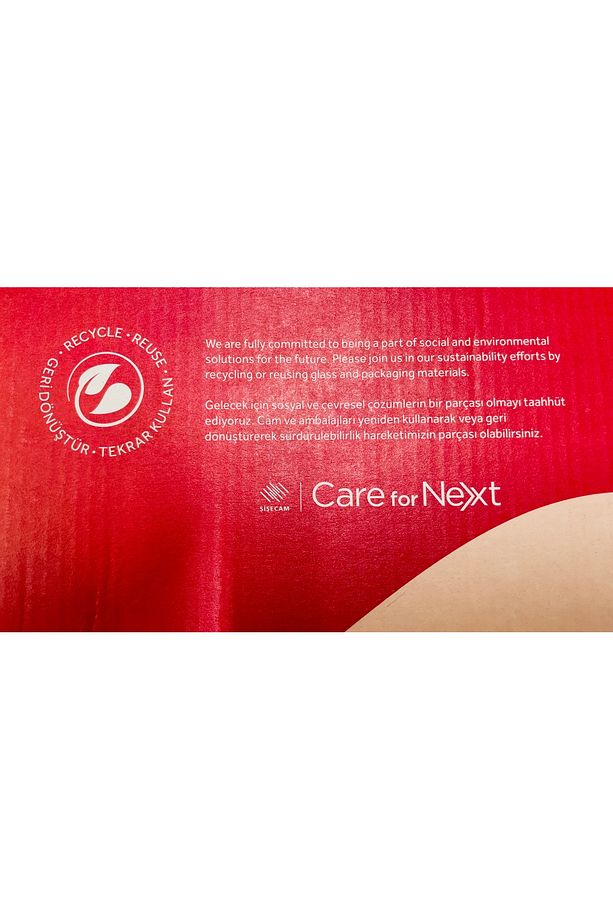 · RECYCLE · REUSE ·
GERİ DÖNÜŞTÜR · TEKRAR KULLAN
We are fully committed to being a part of social and environmental
solutions for the future. Please join us in our sustainability efforts by
recycling or reusing glass and packaging materials.
Gelecek için sosyal ve çevresel çözümlerin bir parçası olmayı taahhüt
ediyoruz. Cam ve ambalajları yeniden kullanarak veya geri
dönüştürerek sürdürülebilirlik hareketimizin parçası olabilirsiniz.
ŞİŞECAM
Care for Next